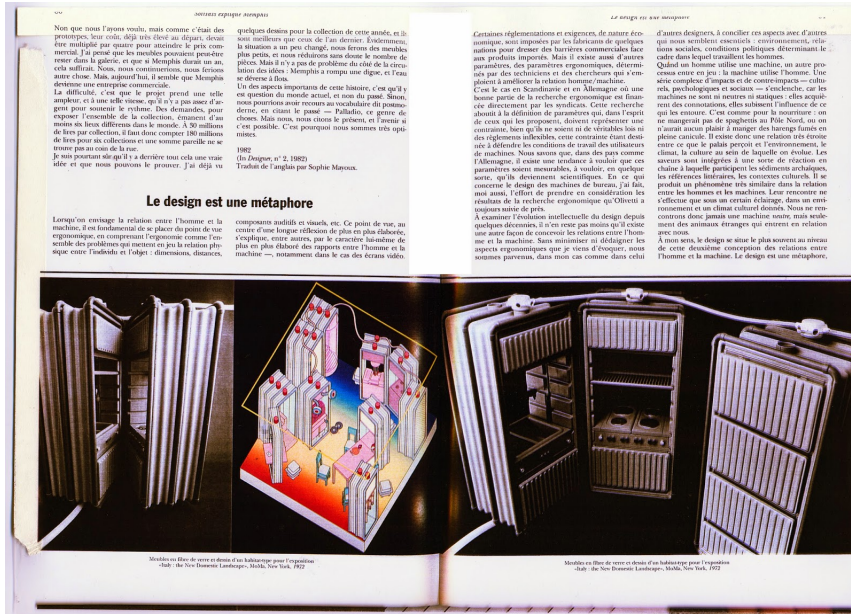 Sottsass explique Memphis
Non que nous l'ayons voulu, mais comme c'était des
prototypes, leur coût, déjà très élevé au départ, devait
être multiplié par quatre pour atteindre le prix com-
mercial. J'ai pensé que les meubles pouvaient peut-être
rester dans la galerie, et que si Memphis durait un an,
cela suffirait. Nous, nous continuerions, nous ferions
autre chose. Mais, aujourd'hui, il semble que Memphis
devienne une entreprise commerciale.
La difficulté, c'est que le projet prend une telle
ampleur, et à une telle vitesse, qu'il n'y a pas assez d'ar-
gent pour soutenir le rythme. Des demandes, pour
exposer l'ensemble de la collection, émanent d'au
moins six lieux différents dans le monde. À 30 millions
de lires par collection, il faut donc compter 180 millions
de lires pour six collections et une somme pareille ne se
trouve pas au coin de la rue.
Je suis pourtant sûr qu'il y a derrière tout cela une vraie
idée et que nous pouvons le prouver. J'ai déjà vu
quelques dessins pour la collection de cette année, et ils
sont meilleurs que ceux de l'an dernier. Évidemment,
la situation a un peu changé, nous ferons des meubles
plus petits, et nous réduirons sans doute le nombre de
pièces. Mais il n'y a pas de problème du côté de la circu-
lation des idées : Memphis a rompu une digue, et l'eau
se déverse à flots.
Un des aspects importants de cette histoire, c'est qu'il y
est question du monde actuel, et non du passé. Sinon,
nous pourrions avoir recours au vocabulaire dit postmo-
derne, en citant le passé — Palladio, ce genre de
choses. Mais nous, nous citons le présent, et l'avenir si
c'est possible. C'est pourquoi nous sommes très opti-
mistes.
1982
(In Designer, n° 2, 1982)
Traduit de l'anglais par Sophie Mayoux.
Le design est une métaphore
Lorsqu'on envisage la relation entre l'homme et la
machine, il est fondamental de se placer du point de vue
ergonomique, en comprenant l'ergonomie comme l'en-
semble des problèmes qui mettent en jeu la relation phy-
sique entre l'individu et l'objet : dimensions, distances,
composants auditifs et visuels, etc. Ce point de vue, au
centre d'une longue réflexion de plus en plus élaborée,
s'explique, entre autres, par le caractère lui-même de
plus en plus élaboré des rapports entre l'homme et la
machine —, notamment dans le cas des écrans vidéo.
Le design est une métaphore
Certaines réglementations et exigences, de nature éco-
nomique, sont imposées par les fabricants de quelques
nations pour dresser des barrières commerciales face
aux produits importés. Mais il existe aussi d'autres
paramètres, des paramètres ergonomiques, détermi-
nés par des techniciens et des chercheurs qui s'em-
ploient à améliorer la relation homme/machine.
C'est le cas en Scandinavie et en Allemagne où une
bonne partie de la recherche ergonomique est finan-
cée directement par les syndicats. Cette recherche
aboutit à la définition de paramètres qui, dans l'esprit
de ceux qui les proposent, doivent représenter une
contrainte, bien qu'ils ne soient ni de véritables lois ni
des règlements inflexibles, cette contrainte étant desti-
née à défendre les conditions de travail des utilisateurs
de machines. Nous savons que, dans des pays comme
l'Allemagne, il existe une tendance à vouloir que ces
paramètres soient mesurables, à vouloir, en quelque
sorte, qu'ils deviennent scientifiques. En ce qui
concerne le design des machines de bureau, j'ai fait,
moi aussi, l'effort de prendre en considération les
résultats de la recherche ergonomique qu'Olivetti a
toujours suivie de près.
À examiner l'évolution intellectuelle du design depuis
quelques décennies, il n'en reste pas moins qu'il existe
une autre façon de concevoir les relations entre l'hom-
me et la machine. Sans minimiser ni dédaigner les
aspects ergonomiques que je viens d'évoquer, nous
sommes parvenus, dans mon cas comme dans celui
d'autres designers, à concilier ces aspects avec d'autres
qui nous semblent essentiels : environnement, rela-
tions sociales, conditions politiques déterminant le
cadre dans lequel travaillent les hommes.
Quand un homme utilise une machine, un autre pro-
cessus entre en jeu : la machine utilise l'homme. Une
série complexe d'impacts et de contre-impacts — cultu-
rels, psychologiques et sociaux — s'enclenche, car les
machines ne sont ni neutres ni statiques : elles acquiè-
rent des connotations, elles subissent l'influence de ce
qui les entoure. C'est comme pour la nourriture : on
ne mangerait pas de spaghettis au Pôle Nord, ou on
n'aurait aucun plaisir à manger des harengs fumés en
pleine canicule. Il existe donc une relation très étroite
entre ce que le palais perçoit et l'environnement, le
climat, la culture au sein de laquelle on évolue. Les
saveurs sont intégrées à une sorte de réaction en
chaîne à laquelle participent les sédiments archaïques,
les références littéraires, les contextes culturels. Il se
produit un phénomène très similaire dans la relation
entre les hommes et les machines. Leur rencontre ne
s'effectue que sous un certain éclairage, dans un envi-
ronnement et un climat culturel donnés. Nous ne ren-
controns donc jamais une machine nuitre, mais seule-
ment des animaux étranges qui entrent en relation
avec nous.
À mon sens, le design se situe le plus souvent au niveau
de cette deuxième conception des relations entre
l'homme et la machine. Le design est une métaphore,
Meubles en fibre de verre et dessin d'un habitat-type pour l'exposition
«Italy : the New Domestic Landscape», MoMa, New York, 1972
Meubles en fibre de verre et dessin d'un habitat-type pour l'exposition
«Italy : the New Domestic Landscape», MoMa, New York, 1972